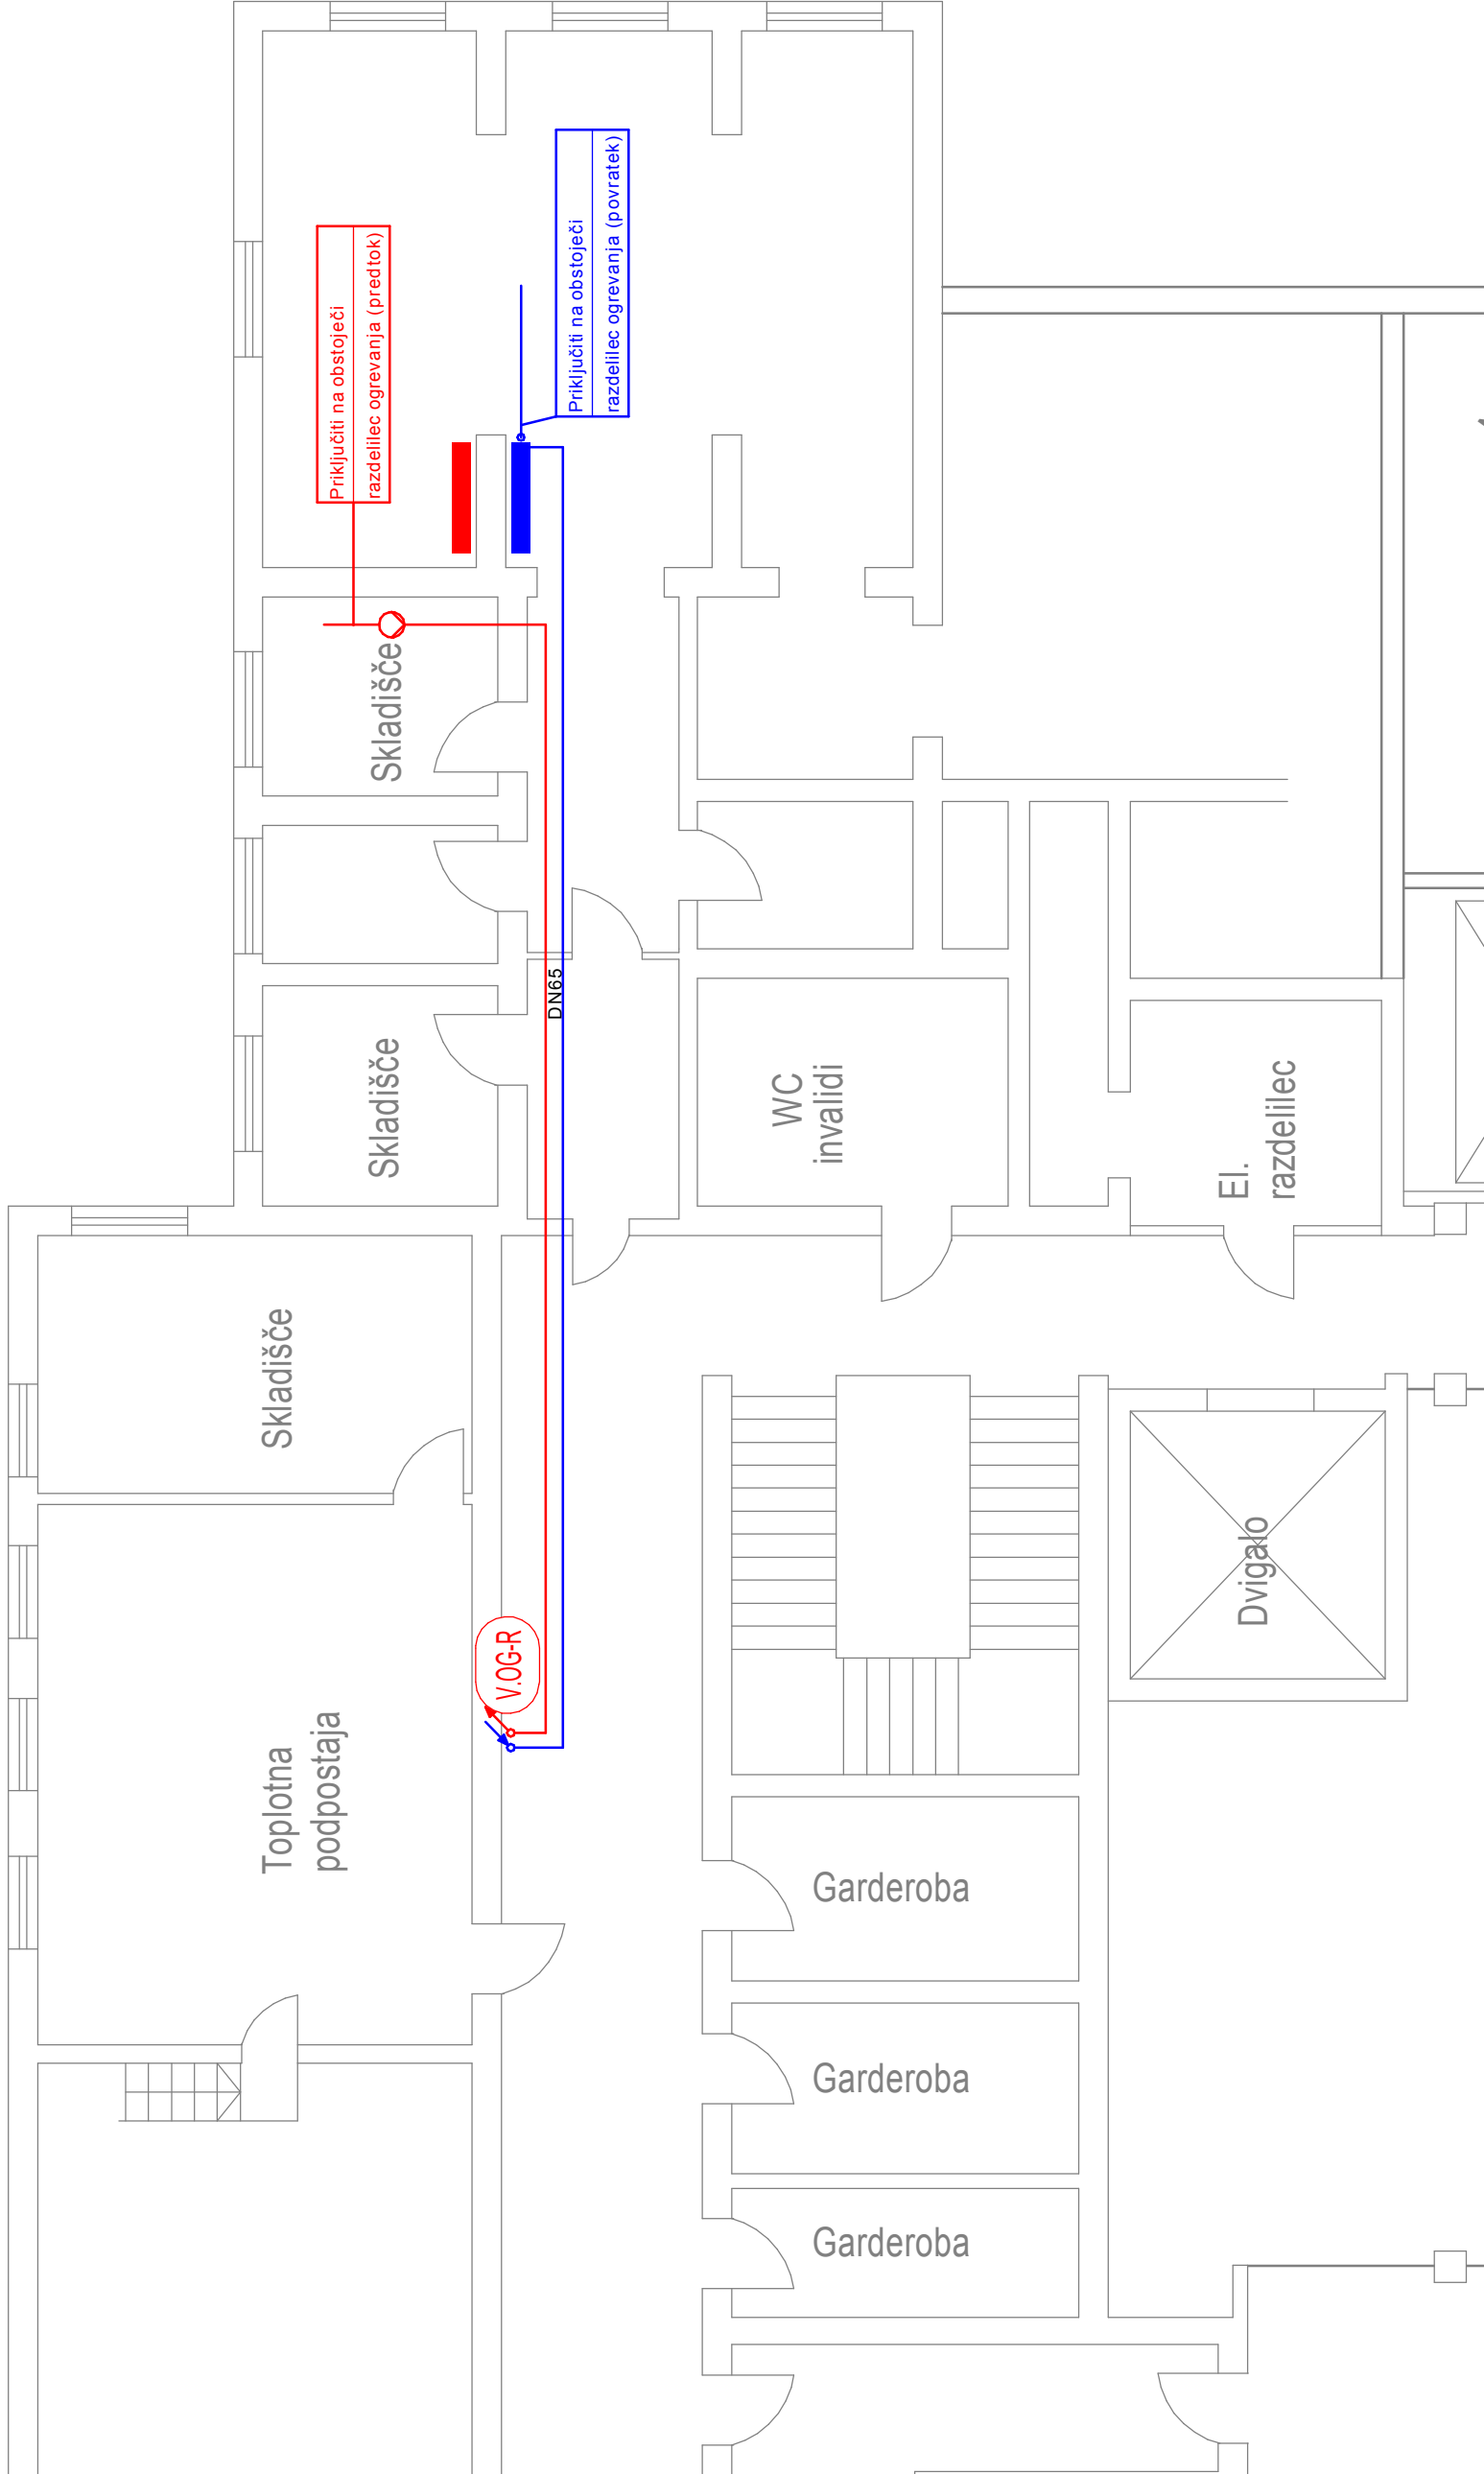 Priključiti na obstoječi
razdelilec ogrevanja (predtok)
Priključiti na obstoječi
razdelilec ogrevanja (povratek)
Skladišče
DN65
Skladišče
WC
invalidi
El.
razdelilec
Skladišče
V.OG-R
Toplotna
podpostaja
Dvigalo
Garderoba
Garderoba
Garderoba